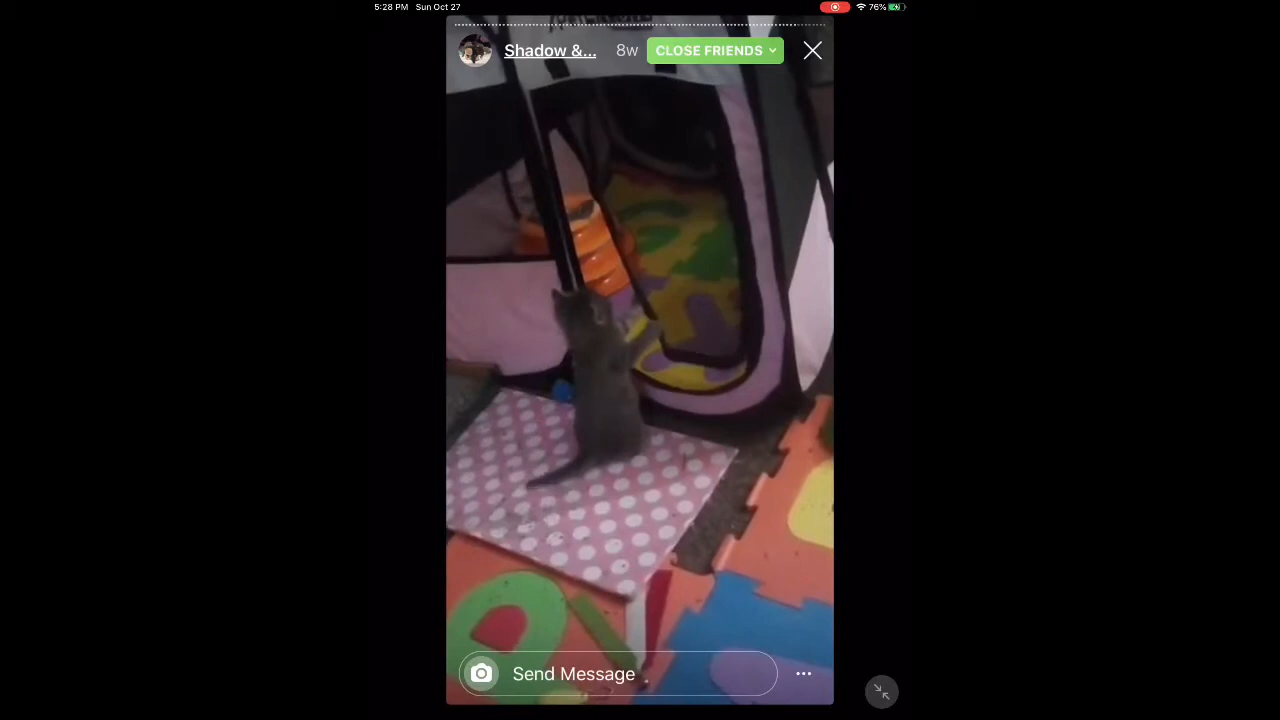 5:28 PM Sun Oct 27
76%
Shadow &... 8w CLOSE FRIENDS
Send Message